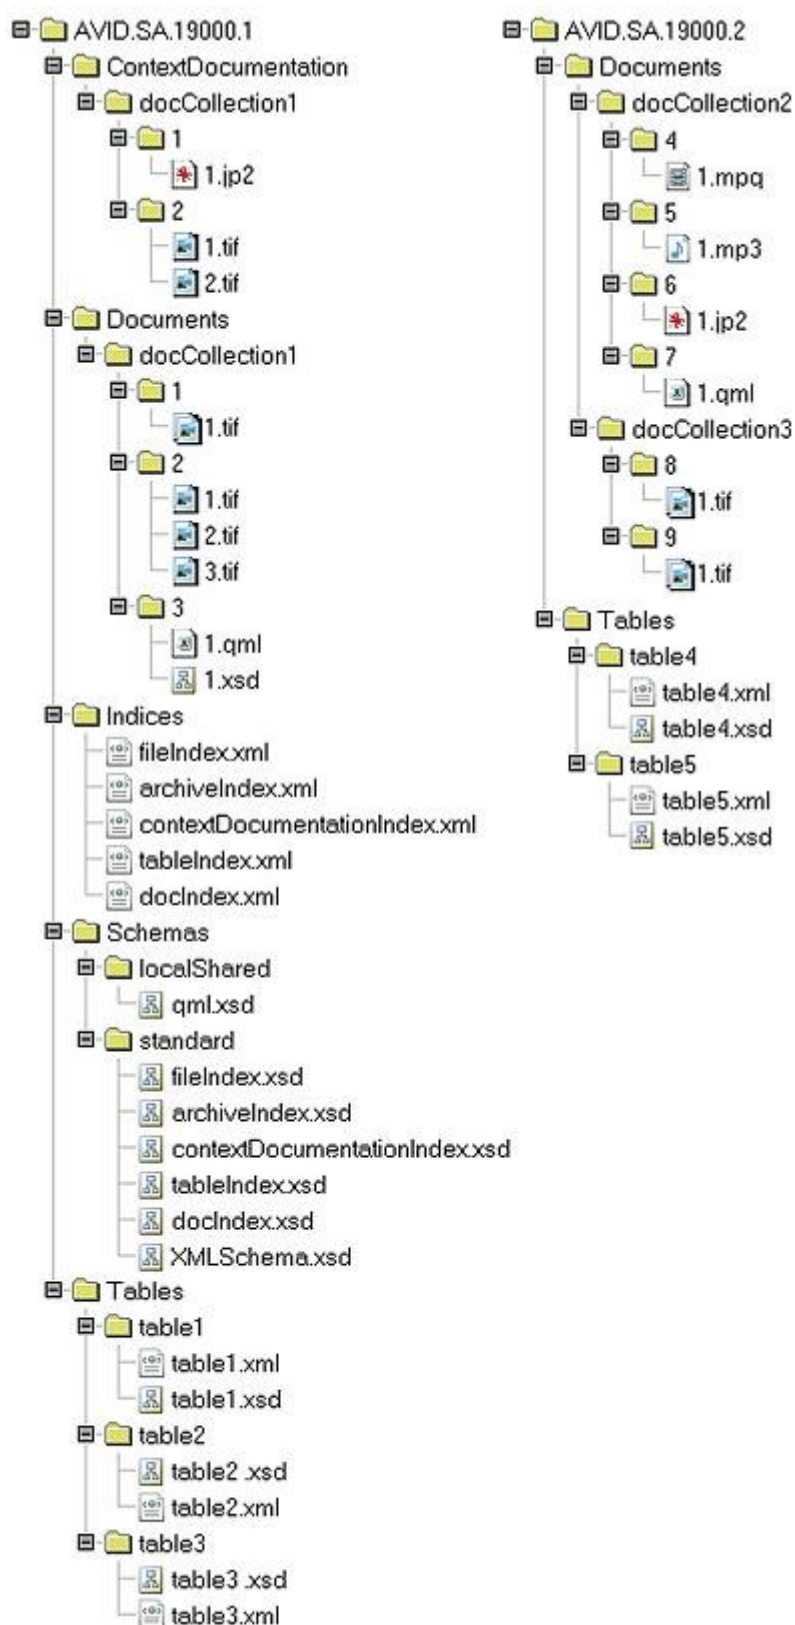 AVID.SA.19000.1
ContextDocumentation
docCollection1
1
1.jp2
2
1.tif
2.tif
Documents
docCollection1
1
1.tif
2
1.tif
2.tif
3.tif
3
1.qml
1.xsd
Indices
fileIndex.xml
archiveIndex.xml
contextDocumentationIndex.xml
tableIndex.xml
docIndex.xml
Schemas
localShared
qml.xsd
standard
fileIndex.xsd
archiveIndex.xsd
contextDocumentationIndex.xsd
tableIndex.xsd
docIndex.xsd
XMLSchema.xsd
Tables
table1
table1.xml
table1.xsd
table2
table2 .xsd
table2.xml
table3
table3 .xsd
table3.xml
AVID.SA.19000.2
Documents
docCollection2
4
1.mpq
5
1.mp3
6
1.jp2
7
1.qml
docCollection3
8
1.tif
9
1.tif
Tables
table4
table4.xml
table4.xsd
table5
table5.xml
table5.xsd